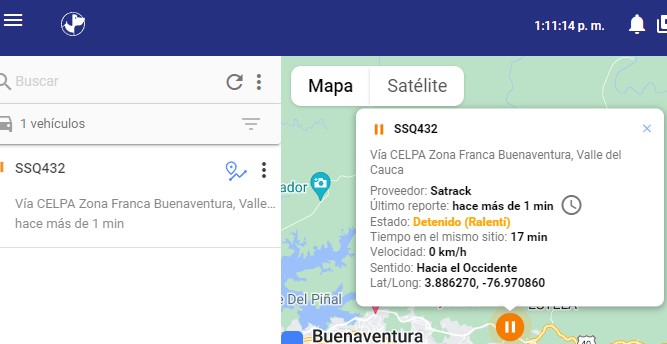 1:11:14 p. m.
Buscar
1 vehículos
SSQ432
Vía CELPA Zona Franca Buenaventura, Valle...
hace más de 1 min
Mapa
Satélite
SSQ432
Vía CELPA Zona Franca Buenaventura, Valle del
Cauca
Proveedor: Satrack
Último reporte: hace más de 1 min
Estado: Detenido (Ralentí)
Tiempo en el mismo sitio: 17 min
Velocidad: 0 km/h
Sentido: Hacia el Occidente
Lat/Long: 3.886270, -76.970860
ador
e Del Piñal
Buenaventura
40